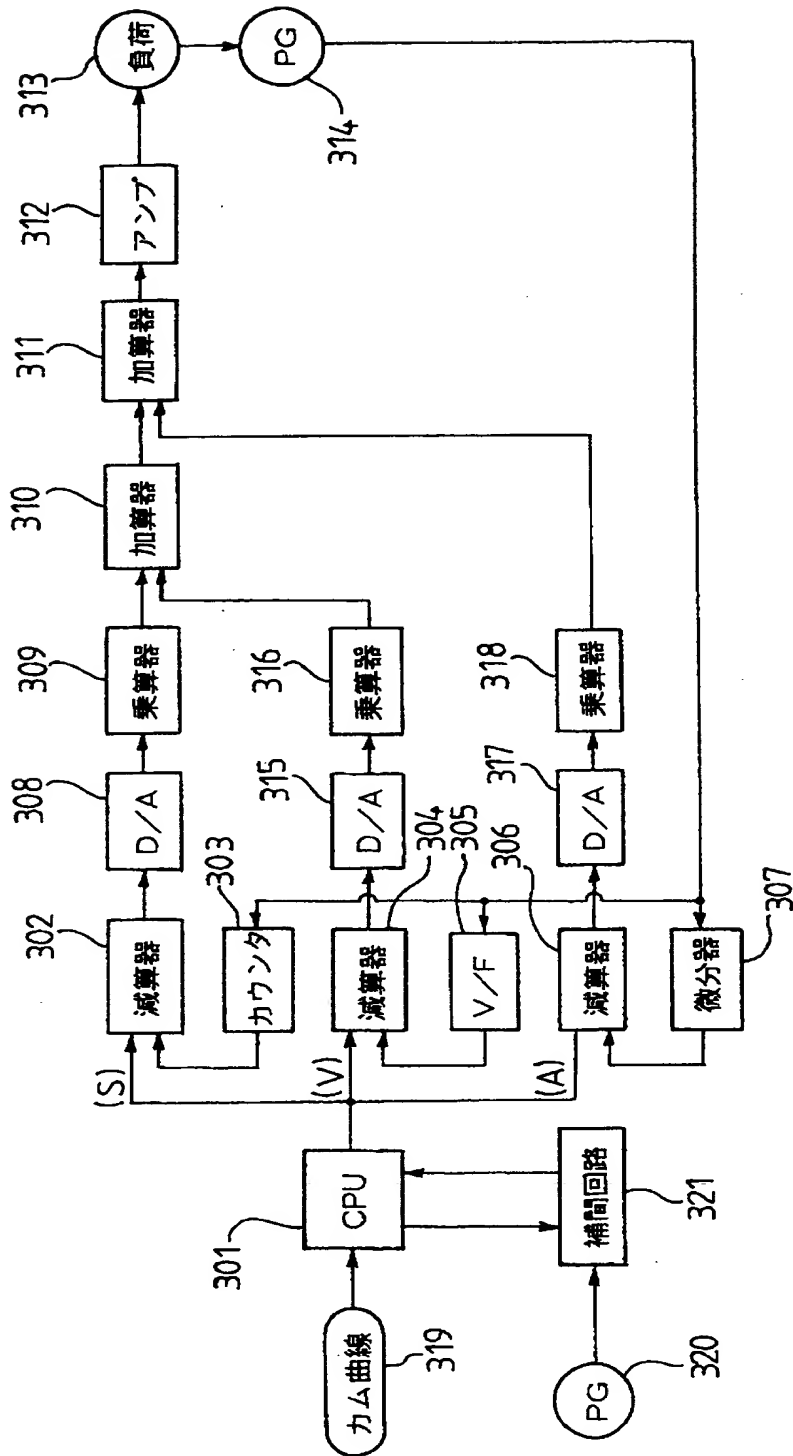 カム曲線
319
PG
320
301
CPU
補間回路
321
(S)
(V)
(A)
302
減算器
303
カウンタ
304
減算器
305
V/F
306
減算器
307
微分器
308
D/A
309
乗算器
310
加算器
311
加算器
312
アンプ
313
負荷
PG
314
315
D/A
316
乗算器
317
D/A
318
乗算器